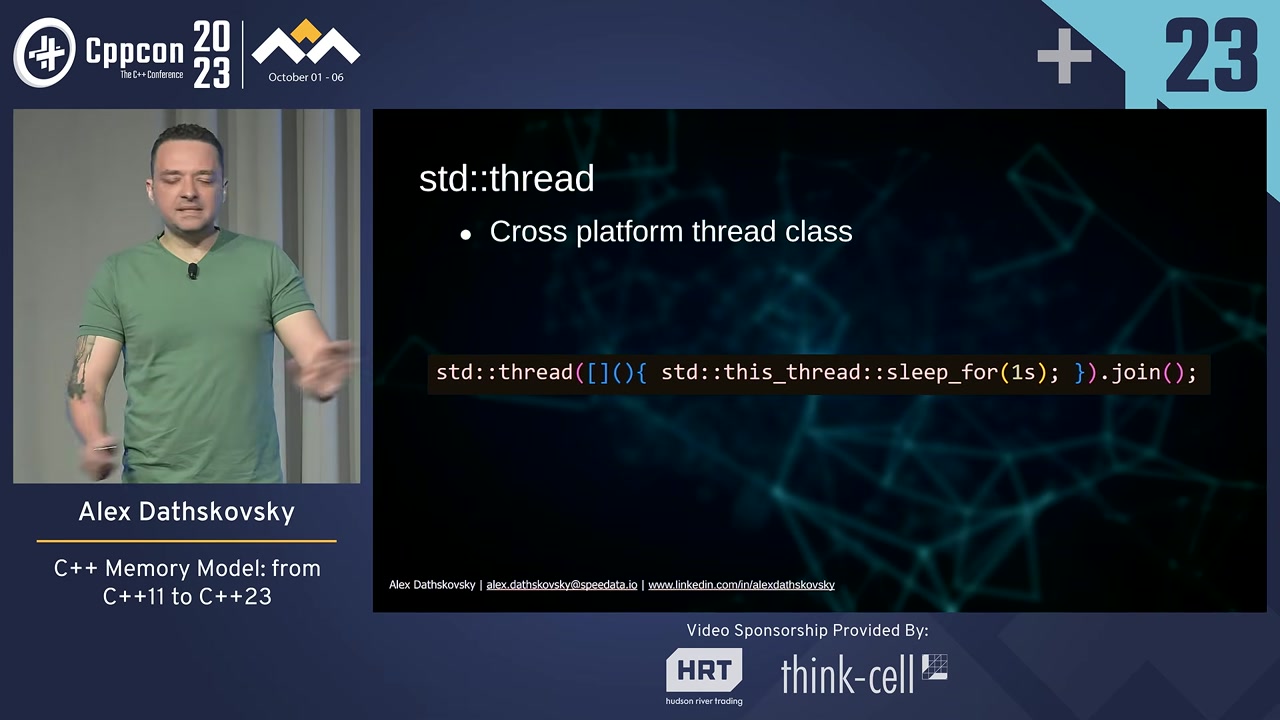 Cppcon
The C++ Conference
20
23
October 01 - 06
23
std::thread
• Cross platform thread class
std::thread([](){ std::this_thread::sleep_for(1s); }).join();
Alex Dathskovsky | alex.dathskovsky@speedata.io | www.linkedin.com/in/alexdathskovsky
Alex Dathskovsky
C++ Memory Model: from
C++11 to C++23
Video Sponsorship Provided By:
HRT
hudson river trading
think-cell